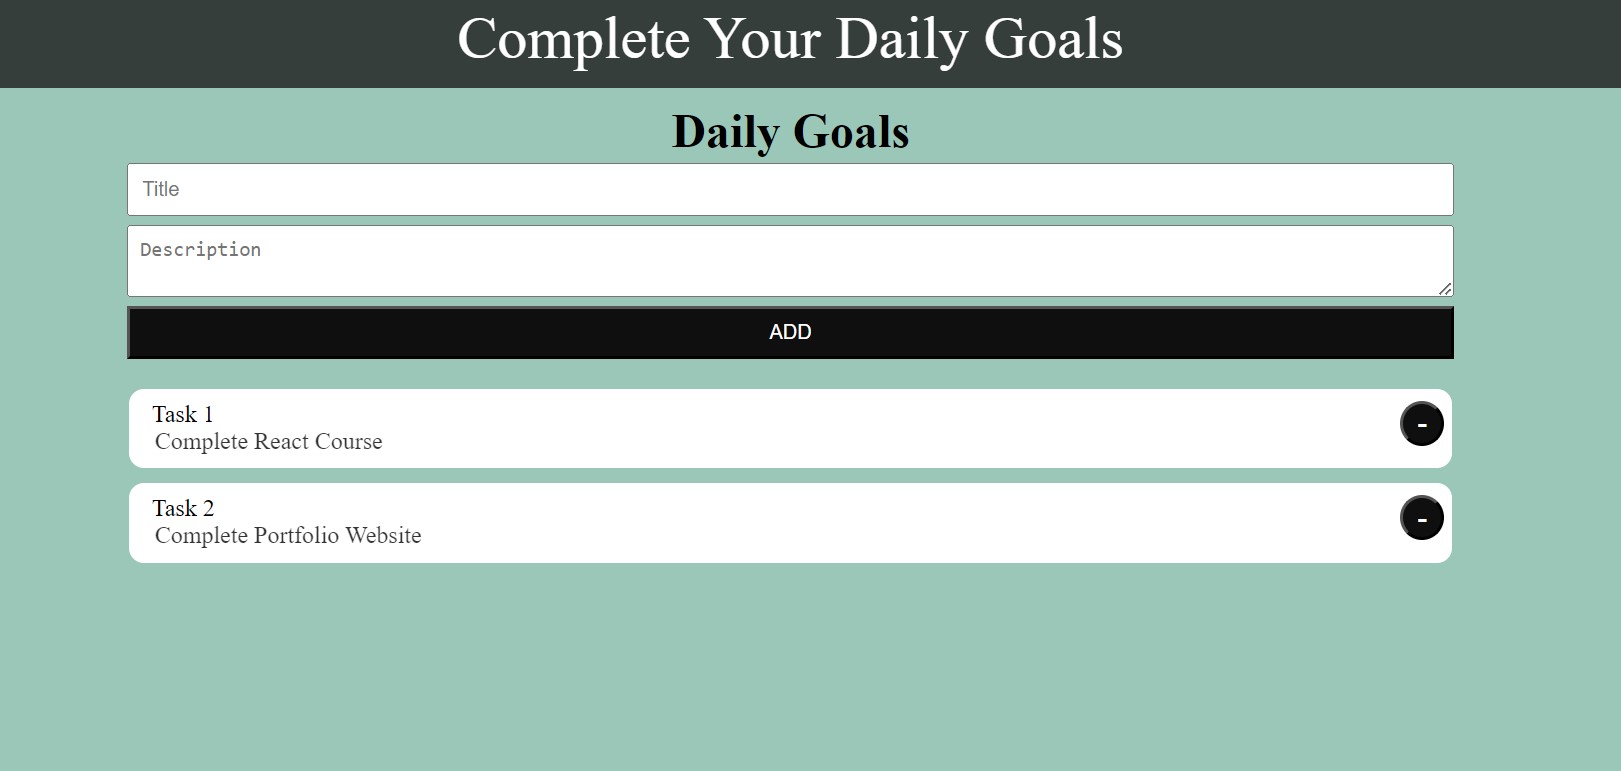 Complete Your Daily Goals
Daily Goals
Title
Description
ADD
Task 1
-
Complete React Course
Task 2
-
Complete Portfolio Website